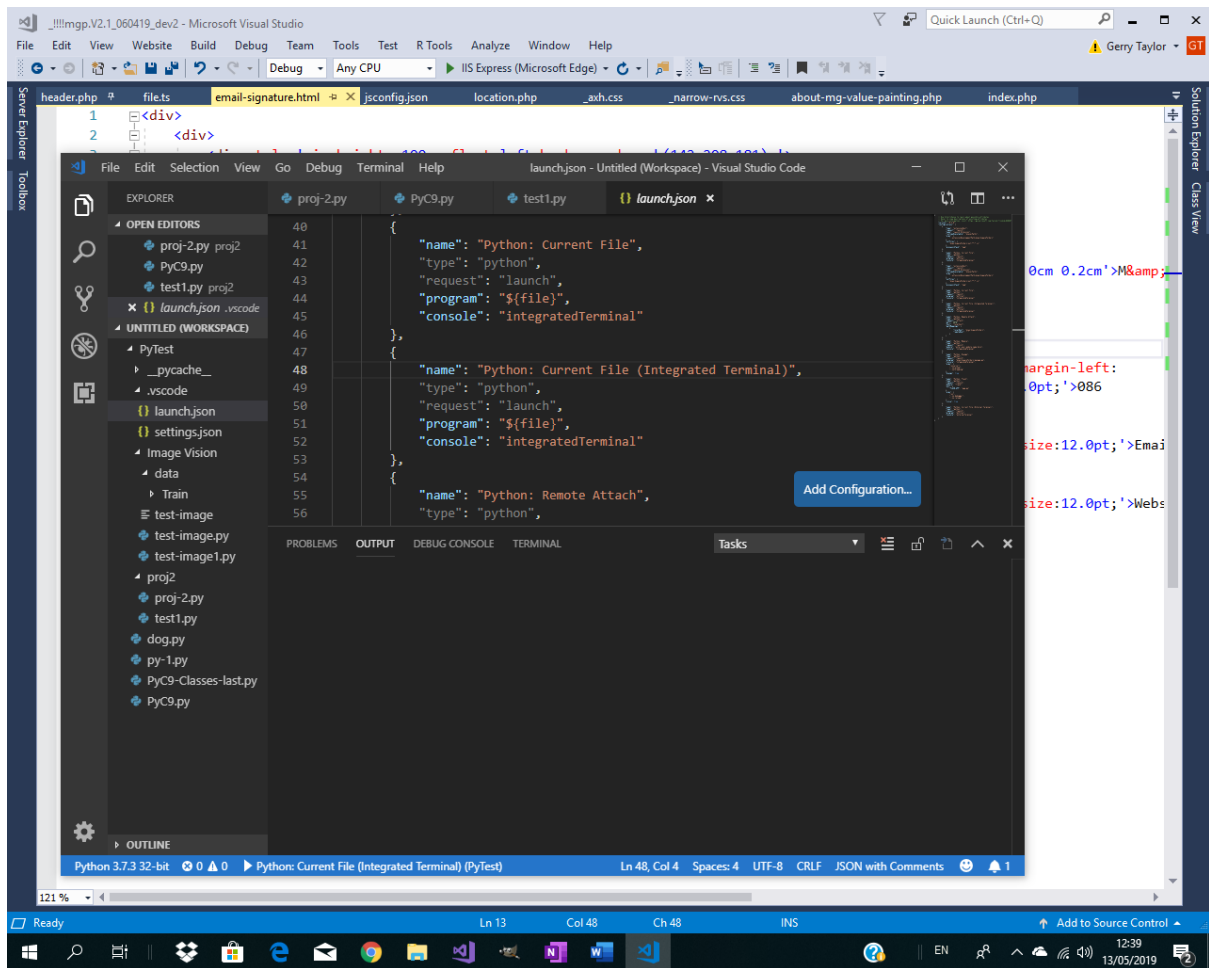 _!!!!mgp.V2.1_060419_dev2 - Microsoft Visual Studio
Quick Launch (Ctrl+Q)
File Edit View Website Build Debug Team Tools Test R Tools Analyze Window Help
Gerry Taylor GT
Debug Any CPU IIS Express (Microsoft Edge)
Server Explorer
Toolbox
Solution Explorer
Class View
header.php file.ts email-signature.html jsconfig.json location.php _axh.css _narrow-rvs.css about-mg-value-painting.php index.php
1 <div>
2 <div>
File Edit Selection View Go Debug Terminal Help launch.json - Untitled (Workspace) - Visual Studio Code
EXPLORER
proj-2.py PyC9.py test1.py {} launch.json
OPEN EDITORS
proj-2.py proj2
PyC9.py
test1.py proj2
{} launch.json .vscode
UNTITLED (WORKSPACE)
PyTest
__pycache__
.vscode
{} launch.json
{} settings.json
Image Vision
data
Train
test-image
test-image.py
test-image1.py
proj2
proj-2.py
test1.py
dog.py
py-1.py
PyC9-Classes-last.py
PyC9.py
OUTLINE
40 {
41 "name": "Python: Current File",
42 "type": "python",
43 "request": "launch",
44 "program": "${file}",
45 "console": "integratedTerminal"
46 },
47 {
48 "name": "Python: Current File (Integrated Terminal)",
49 "type": "python",
50 "request": "launch",
51 "program": "${file}",
52 "console": "integratedTerminal"
53 },
54 {
55 "name": "Python: Remote Attach",
56 "type": "python",
Add Configuration...
PROBLEMS OUTPUT DEBUG CONSOLE TERMINAL Tasks
0cm 0.2cm'>M&amp;
margin-left:
.0pt;'>086
size:12.0pt;'>Emai
size:12.0pt;'>Webs
Python 3.7.3 32-bit 0 0 Python: Current File (Integrated Terminal) (PyTest) Ln 48, Col 4 Spaces: 4 UTF-8 CRLF JSON with Comments 1
121 %
Ready Ln 13 Col 48 Ch 48 INS Add to Source Control
EN 12:39
13/05/2019
2